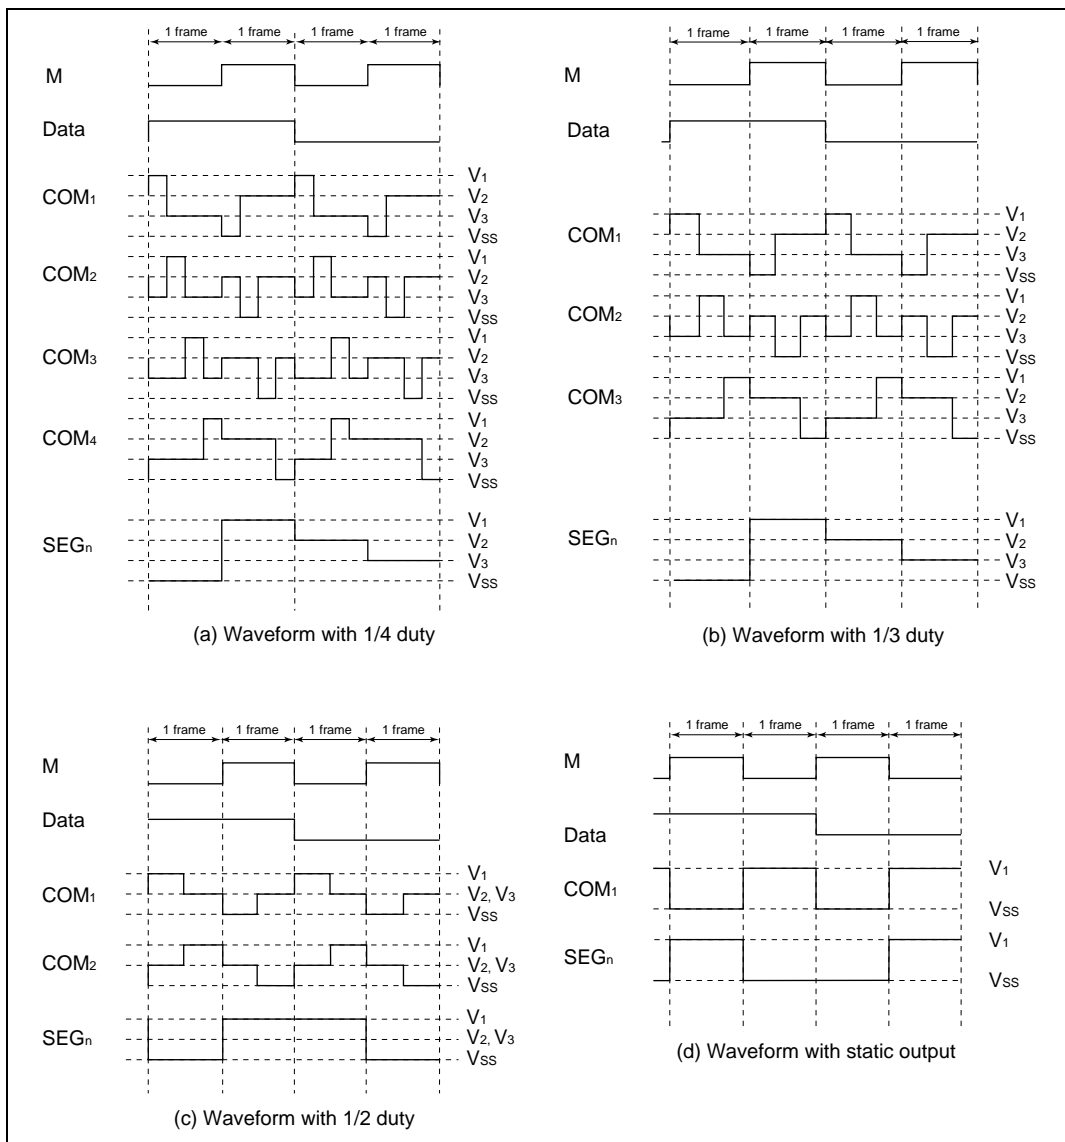 1 frame 1 frame 1 frame 1 frame
M
Data
COM1
V1
V2
V3
VSS
COM2
V1
V2
V3
VSS
COM3
V1
V2
V3
VSS
COM4
V1
V2
V3
VSS
SEGn
V1
V2
V3
VSS
(a) Waveform with 1/4 duty
1 frame 1 frame 1 frame 1 frame
M
Data
COM1
V1
V2
V3
VSS
COM2
V1
V2
V3
VSS
COM3
V1
V2
V3
VSS
SEGn
V1
V2
V3
VSS
(b) Waveform with 1/3 duty
1 frame 1 frame 1 frame 1 frame
M
Data
COM1
V1
V2, V3
VSS
COM2
V1
V2, V3
VSS
SEGn
V1
V2, V3
VSS
(c) Waveform with 1/2 duty
1 frame 1 frame 1 frame 1 frame
M
Data
COM1
V1
VSS
SEGn
V1
VSS
(d) Waveform with static output